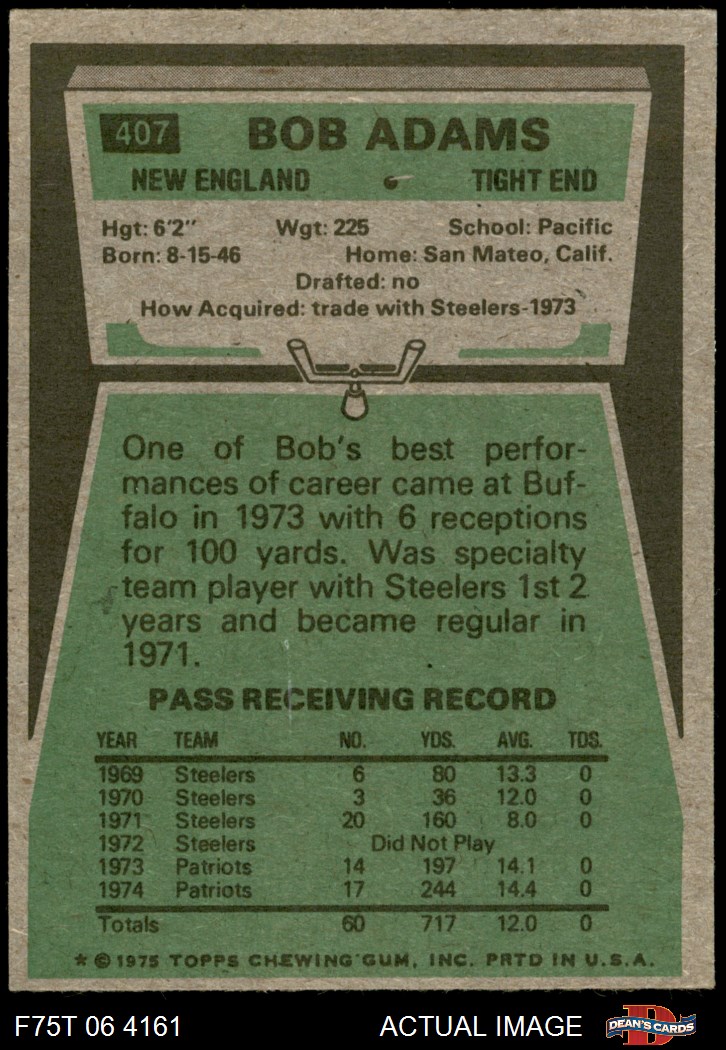 407 BOB ADAMS
NEW ENGLAND • TIGHT END
Hgt: 6'2" Wgt: 225 School: Pacific
Born: 8-15-46 Home: San Mateo, Calif.
Drafted: no
How Acquired: trade with Steelers-1973
One of Bob's best perfor-
mances of career came at Buf-
falo in 1973 with 6 receptions
for 100 yards. Was specialty
team player with Steelers 1st 2
years and became regular in
1971.
PASS RECEIVING RECORD
YEAR TEAM NO. YDS. AVG. TDS.
1969 Steelers 6 80 13.3 0
1970 Steelers 3 36 12.0 0
1971 Steelers 20 160 8.0 0
1972 Steelers Did Not Play
1973 Patriots 14 197 14.1 0
1974 Patriots 17 244 14.4 0
Totals 60 717 12.0 0
* © 1975 TOPPS CHEWING GUM, INC. PRTD IN U.S.A.
F75T 06 4161 ACTUAL IMAGE D DEAN'S CARDS